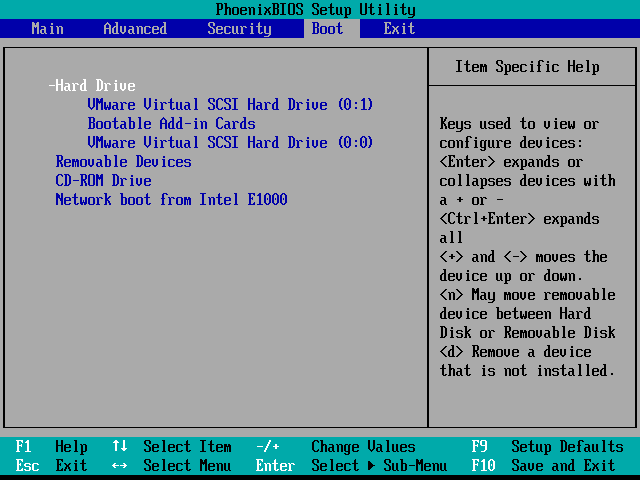 PhoenixBIOS Setup Utility
Main Advanced Security Boot Exit
-Hard Drive
VMware Virtual SCSI Hard Drive (0:1)
Bootable Add-in Cards
VMware Virtual SCSI Hard Drive (0:0)
Removable Devices
CD-ROM Drive
Network boot from Intel E1000
Item Specific Help
Keys used to view or
configure devices:
<Enter> expands or
collapses devices with
a + or -
<Ctrl+Enter> expands
all
<+> and <-> moves the
device up or down.
<n> May move removable
device between Hard
Disk or Removable Disk
<d> Remove a device
that is not installed.
F1 Help ↑↓ Select Item -/+ Change Values F9 Setup Defaults
Esc Exit ↔ Select Menu Enter Select ▶ Sub-Menu F10 Save and Exit